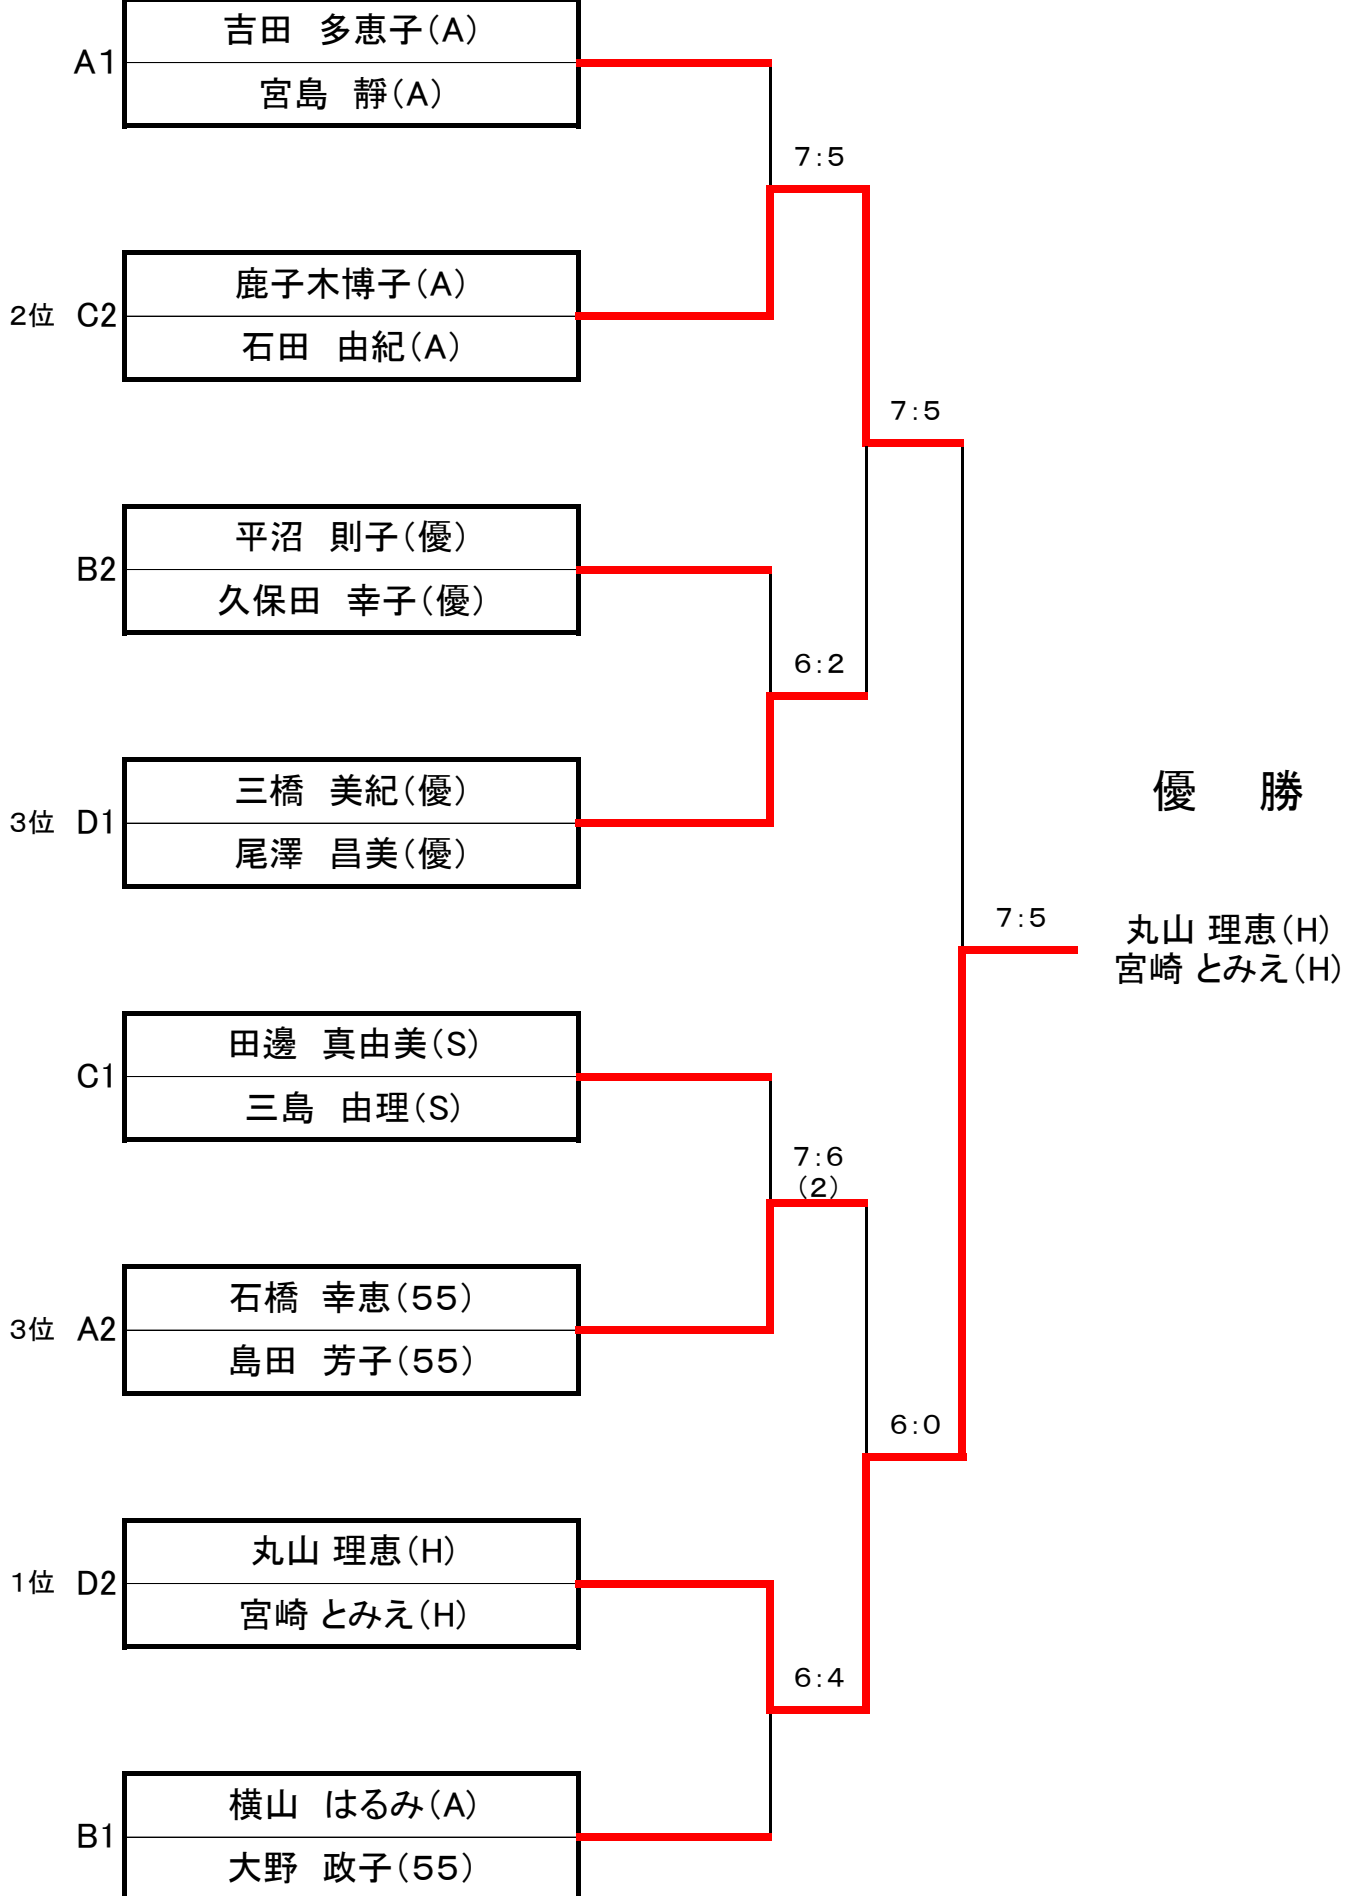 吉田　多恵子(A)
A1
宮島　靜(A)
7:5
鹿子木博子(A)
2位 C2
石田　由紀(A)
7:5
平沼　則子(優)
B2
久保田　幸子(優)
6:2
三橋　美紀(優)
3位 D1
尾澤　昌美(優)
優　勝
7:5
丸山 理恵(H)
宮崎 とみえ(H)
田邊　真由美(S)
C1
三島　由理(S)
7:6
(2)
石橋　幸恵(55)
3位 A2
島田　芳子(55)
6:0
丸山 理恵(H)
1位 D2
宮崎 とみえ(H)
6:4
横山　はるみ(A)
B1
大野　政子(55)